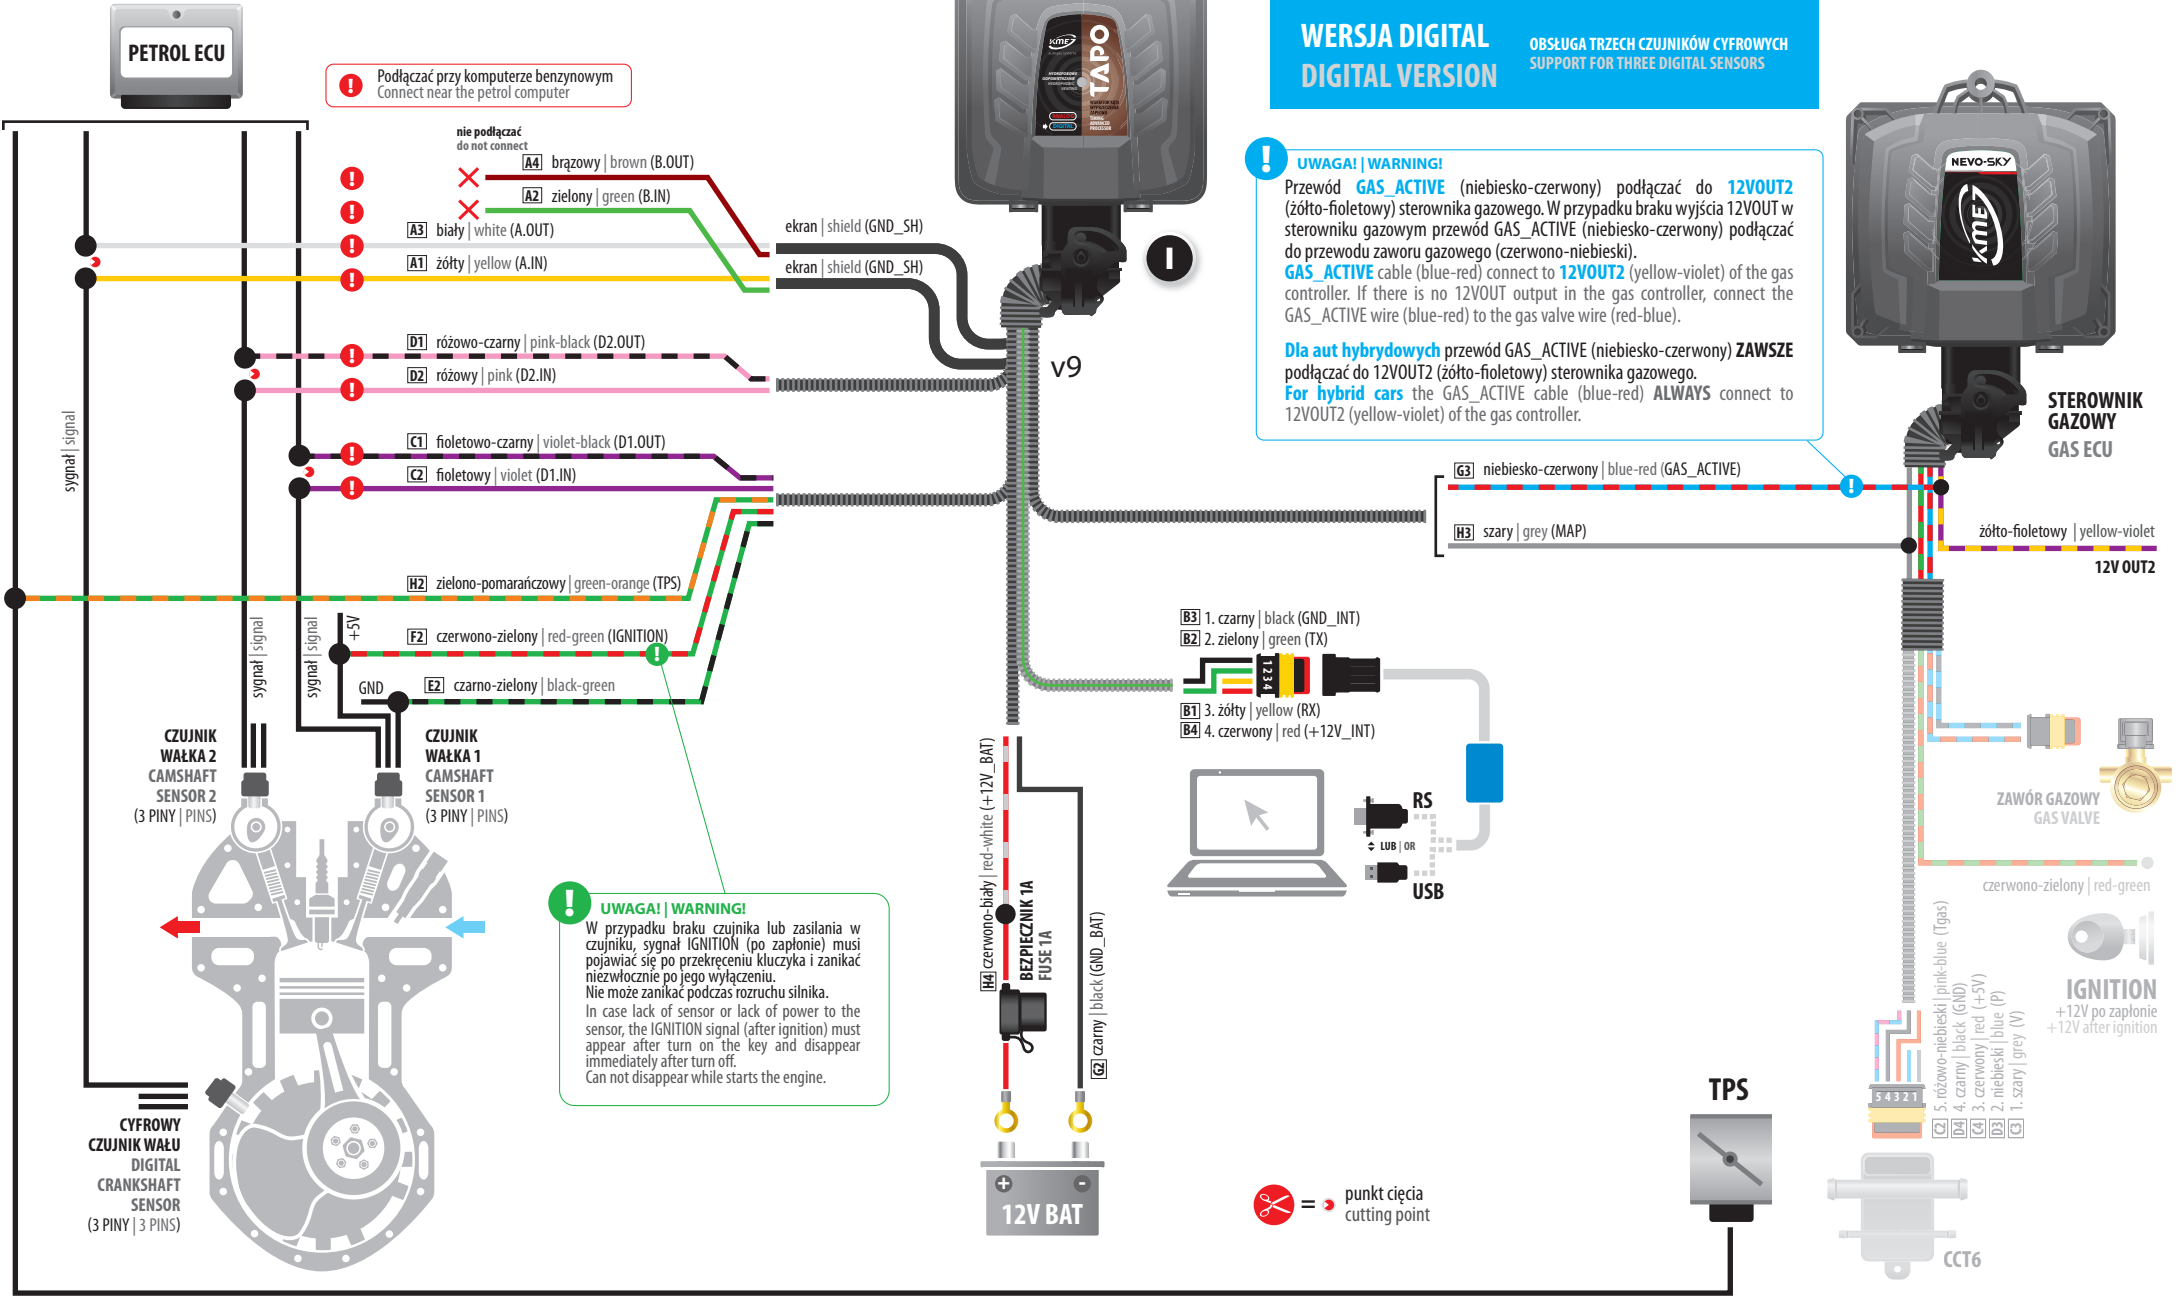 PETROL ECU
Podłączać przy komputerze benzynowym
Connect near the petrol computer
KME
TAPO
ANALOG
DIGITAL
WERSJA DIGITAL
DIGITAL VERSION
OBSŁUGA TRZECH CZUJNIKÓW CYFROWYCH
SUPPORT FOR THREE DIGITAL SENSORS
nie podłączać
do not connect
A4 brązowy | brown (B.OUT)
A2 zielony | green (B.IN)
A3 biały | white (A.OUT)
A1 żółty | yellow (A.IN)
ekran | shield (GND_SH)
ekran | shield (GND_SH)
I
v9
D1 różowo-czarny | pink-black (D2.OUT)
D2 różowy | pink (D2.IN)
C1 fioletowo-czarny | violet-black (D1.OUT)
C2 fioletowy | violet (D1.IN)
H2 zielono-pomarańczowy | green-orange (TPS)
F2 czerwono-zielony | red-green (IGNITION)
E2 czarno-zielony | black-green
+5V
GND
sygnał | signal
sygnał | signal
sygnał | signal
UWAGA! | WARNING!
Przewód GAS_ACTIVE (niebiesko-czerwony) podłączać do 12VOUT2
(żółto-fioletowy) sterownika gazowego. W przypadku braku wyjścia 12VOUT w
sterowniku gazowym przewód GAS_ACTIVE (niebiesko-czerwony) podłączać
do przewodu zaworu gazowego (czerwono-niebieski).
GAS_ACTIVE cable (blue-red) connect to 12VOUT2 (yellow-violet) of the gas
controller. If there is no 12VOUT output in the gas controller, connect the
GAS_ACTIVE wire (blue-red) to the gas valve wire (red-blue).
Dla aut hybrydowych przewód GAS_ACTIVE (niebiesko-czerwony) ZAWSZE
podłączać do 12VOUT2 (żółto-fioletowy) sterownika gazowego.
For hybrid cars the GAS_ACTIVE cable (blue-red) ALWAYS connect to
12VOUT2 (yellow-violet) of the gas controller.
NEVO-SKY
KME
STEROWNIK
GAZOWY
GAS ECU
G3 niebiesko-czerwony | blue-red (GAS_ACTIVE)
H3 szary | grey (MAP)
żółto-fioletowy | yellow-violet
12V OUT2
B3 1. czarny | black (GND_INT)
B2 2. zielony | green (TX)
1234
B1 3. żółty | yellow (RX)
B4 4. czerwony | red (+12V_INT)
RS
LUB | OR
USB
CZUJNIK
WAŁKA 2
CAMSHAFT
SENSOR 2
(3 PINY | PINS)
CZUJNIK
WAŁKA 1
CAMSHAFT
SENSOR 1
(3 PINY | PINS)
UWAGA! | WARNING!
W przypadku braku czujnika lub zasilania w
czujniku, sygnał IGNITION (po zapłonie) musi
pojawiać się po przekręceniu kluczyka i zanikać
niezwłocznie po jego wyłączeniu.
Nie może zanikać podczas rozruchu silnika.
In case lack of sensor or lack of power to the
sensor, the IGNITION signal (after ignition) must
appear after turn on the key and disappear
immediately after turn off.
Can not disappear while starts the engine.
H4 czerwono-biały | red-white (+12V_BAT)
BEZPIECZNIK 1A
FUSE 1A
G2 czarny | black (GND_BAT)
12V BAT
CYFROWY
CZUJNIK WAŁU
DIGITAL
CRANKSHAFT
SENSOR
(3 PINY | 3 PINS)
= punkt cięcia
cutting point
TPS
ZAWÓR GAZOWY
GAS VALVE
czerwono-zielony | red-green
IGNITION
+12V po zapłonie
+12V after ignition
C2 5. różowo-niebieski | pink-blue (Tgas)
D4 4. czarny | black (GND)
C4 3. czerwony | red (+5V)
D3 2. niebieski | blue (P)
C3 1. szary | grey (V)
5 4 3 2 1
CCT6